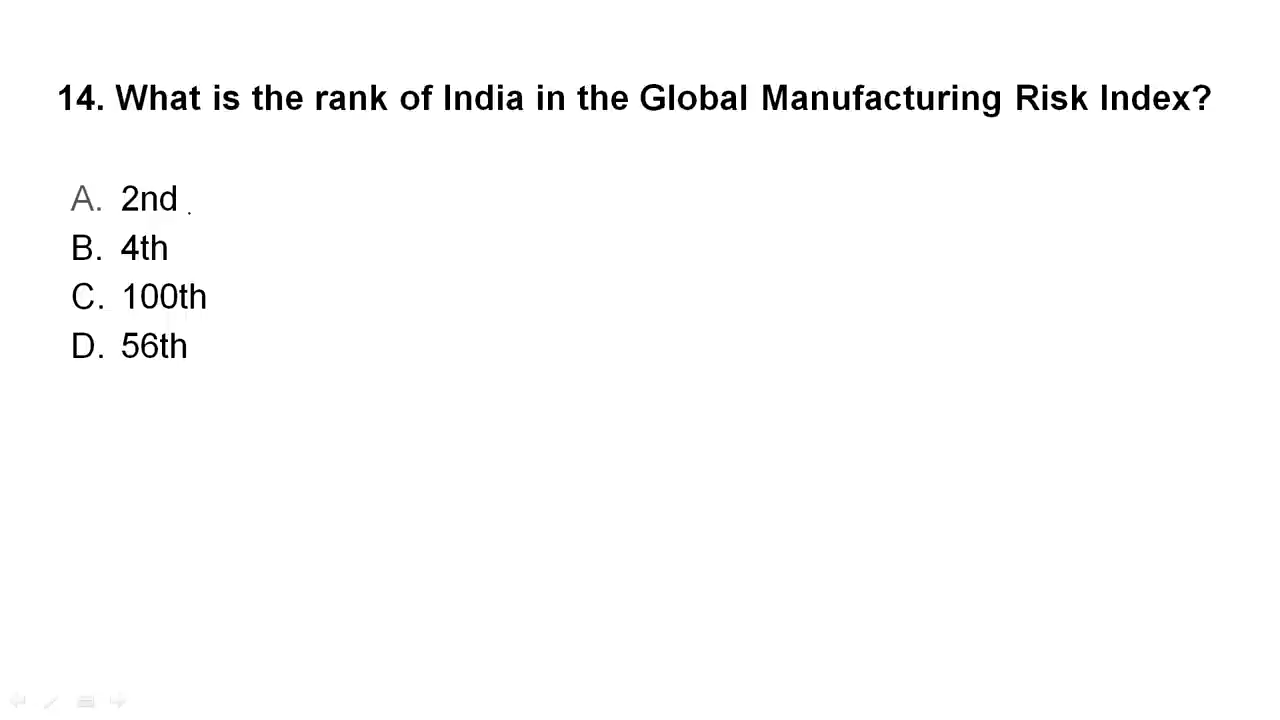 14. What is the rank of India in the Global Manufacturing Risk Index?
A. 2nd
B. 4th
C. 100th
D. 56th